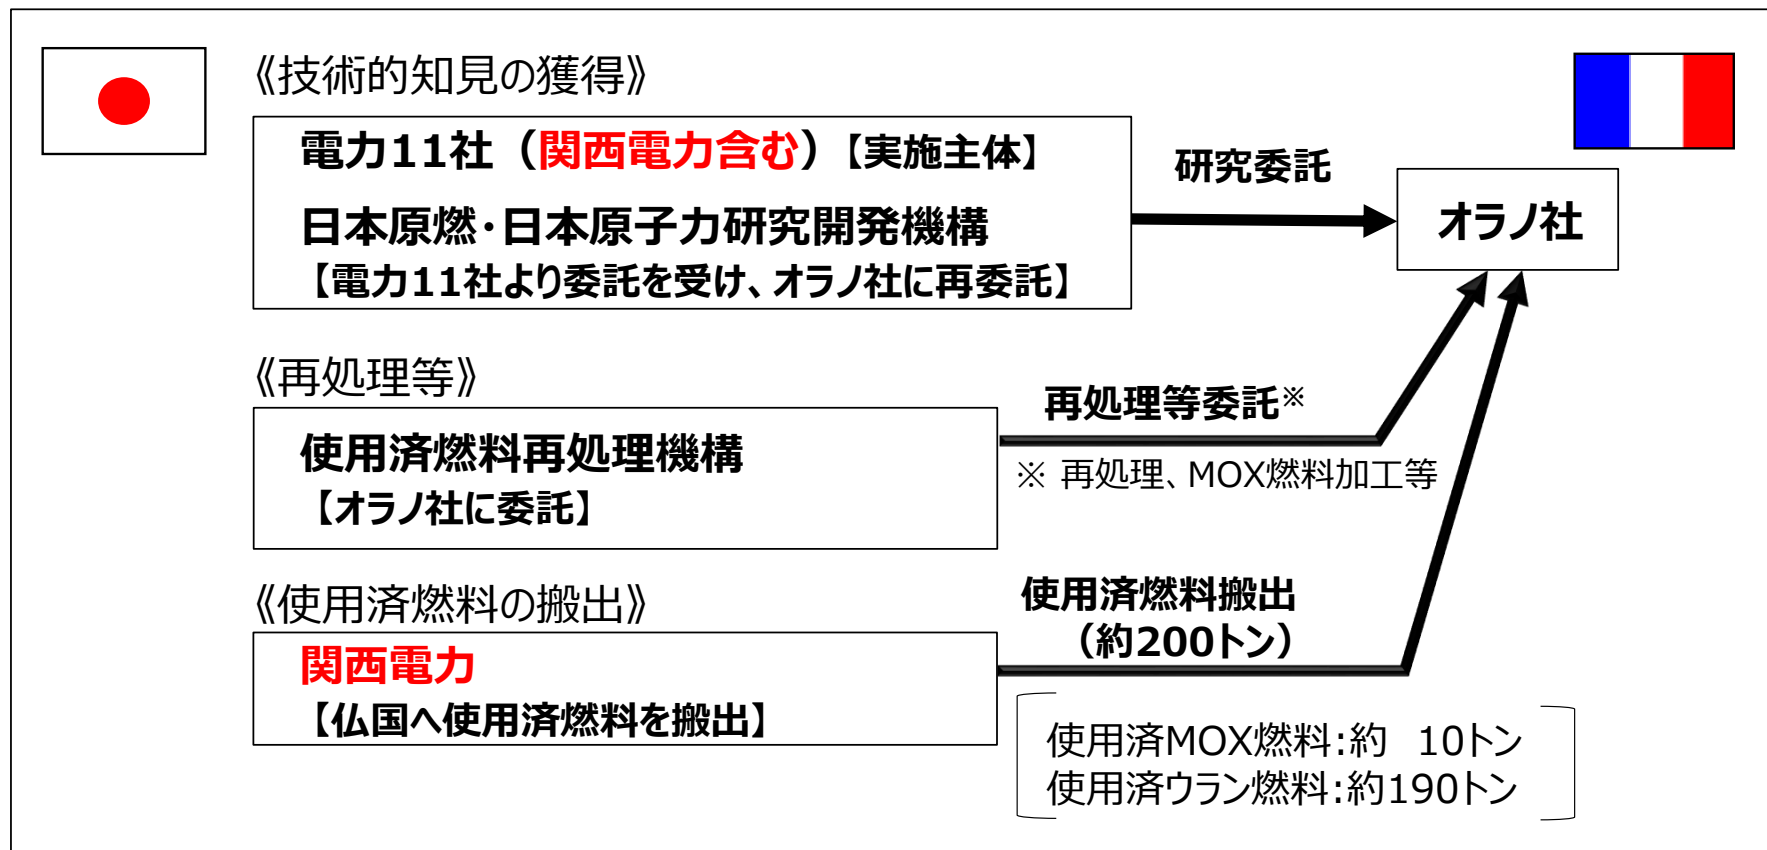 《技術的知見の獲得》
電力11社（関西電力含む）【実施主体】
日本原燃・日本原子力研究開発機構
【電力11社より委託を受け、オラノ社に再委託】
研究委託
オラノ社
《再処理等》
使用済燃料再処理機構
【オラノ社に委託】
再処理等委託※
※ 再処理、MOX燃料加工等
《使用済燃料の搬出》
関西電力
【仏国へ使用済燃料を搬出】
使用済燃料搬出
（約200トン）
使用済MOX燃料:約 10トン
使用済ウラン燃料:約190トン